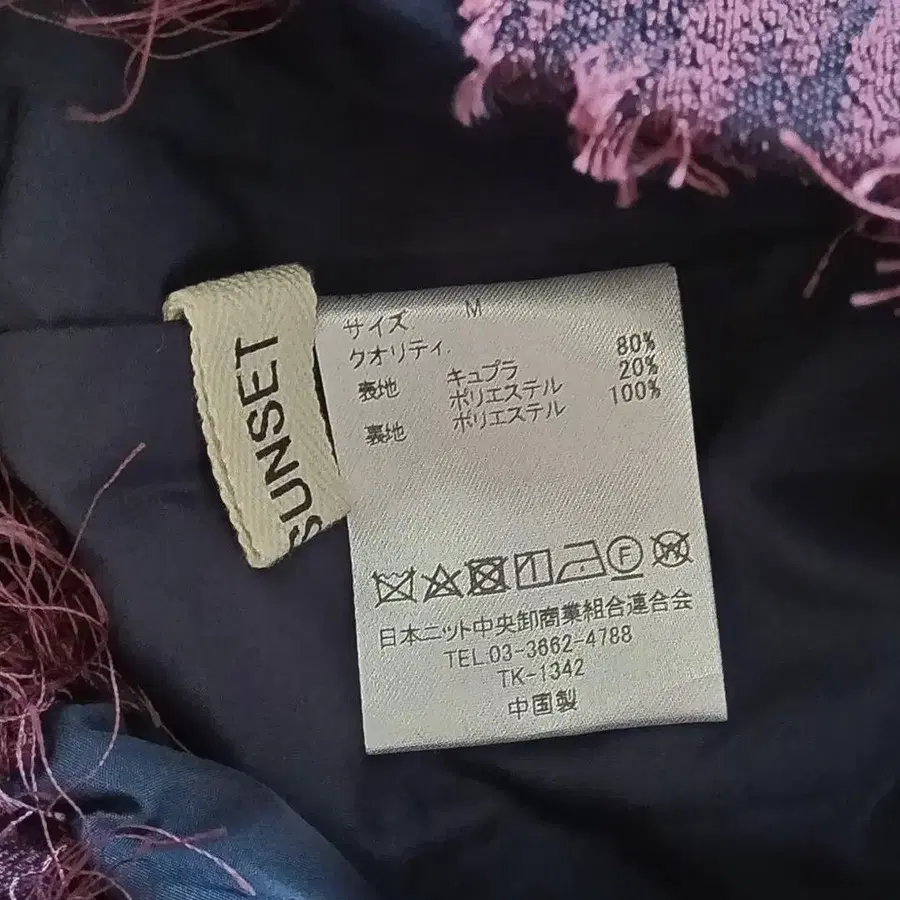 SUNSET
サイズ. M
クオリティ.
表地 キュプラ 80%
ポリエステル 20%
裏地 ポリエステル 100%
F
W
日本ニット中央卸商業組合連合会
TEL.03-3662-4788
TK-1342
中国製